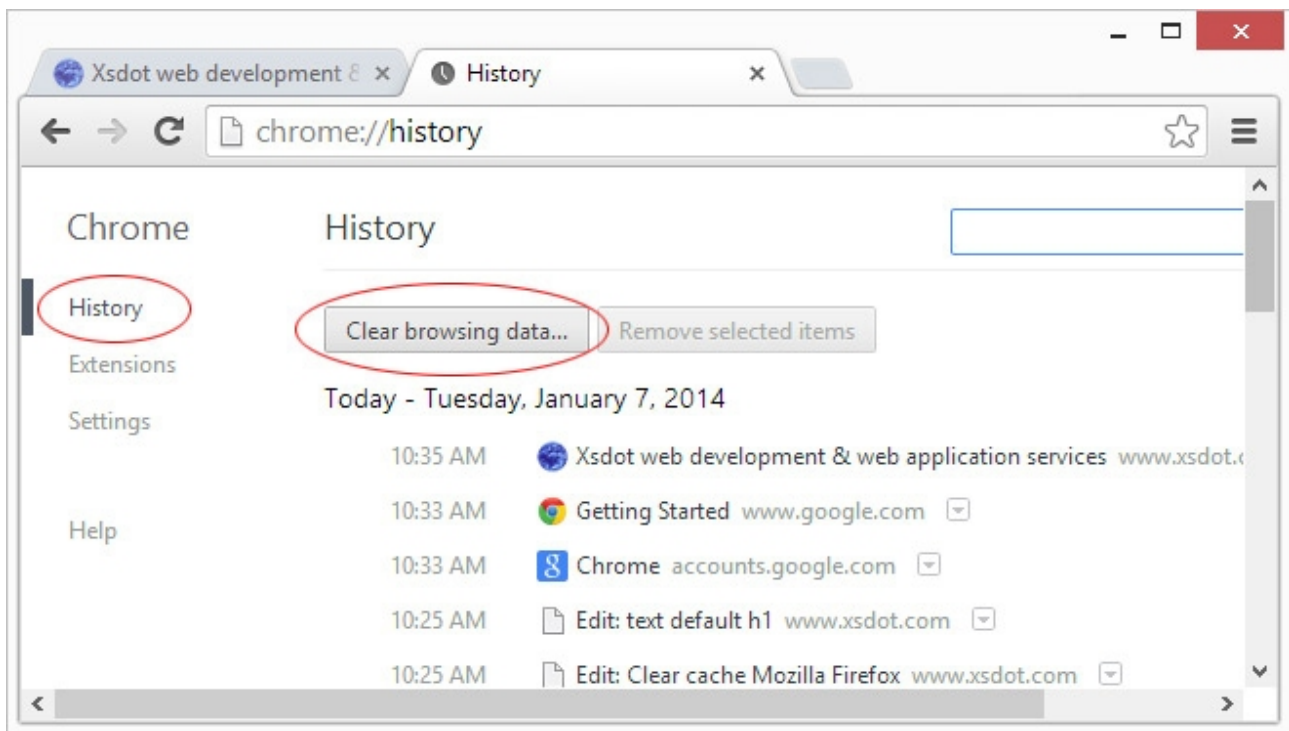 Xsdot web development &
History
chrome://history
Chrome
History
History
Extensions
Settings
Help
Clear browsing data...
Remove selected items
Today - Tuesday, January 7, 2014
10:35 AM Xsdot web development & web application services www.xsdot.c
10:33 AM Getting Started www.google.com
10:33 AM 8 Chrome accounts.google.com
10:25 AM Edit: text default h1 www.xsdot.com
10:25 AM Edit: Clear cache Mozilla Firefox www.xsdot.com